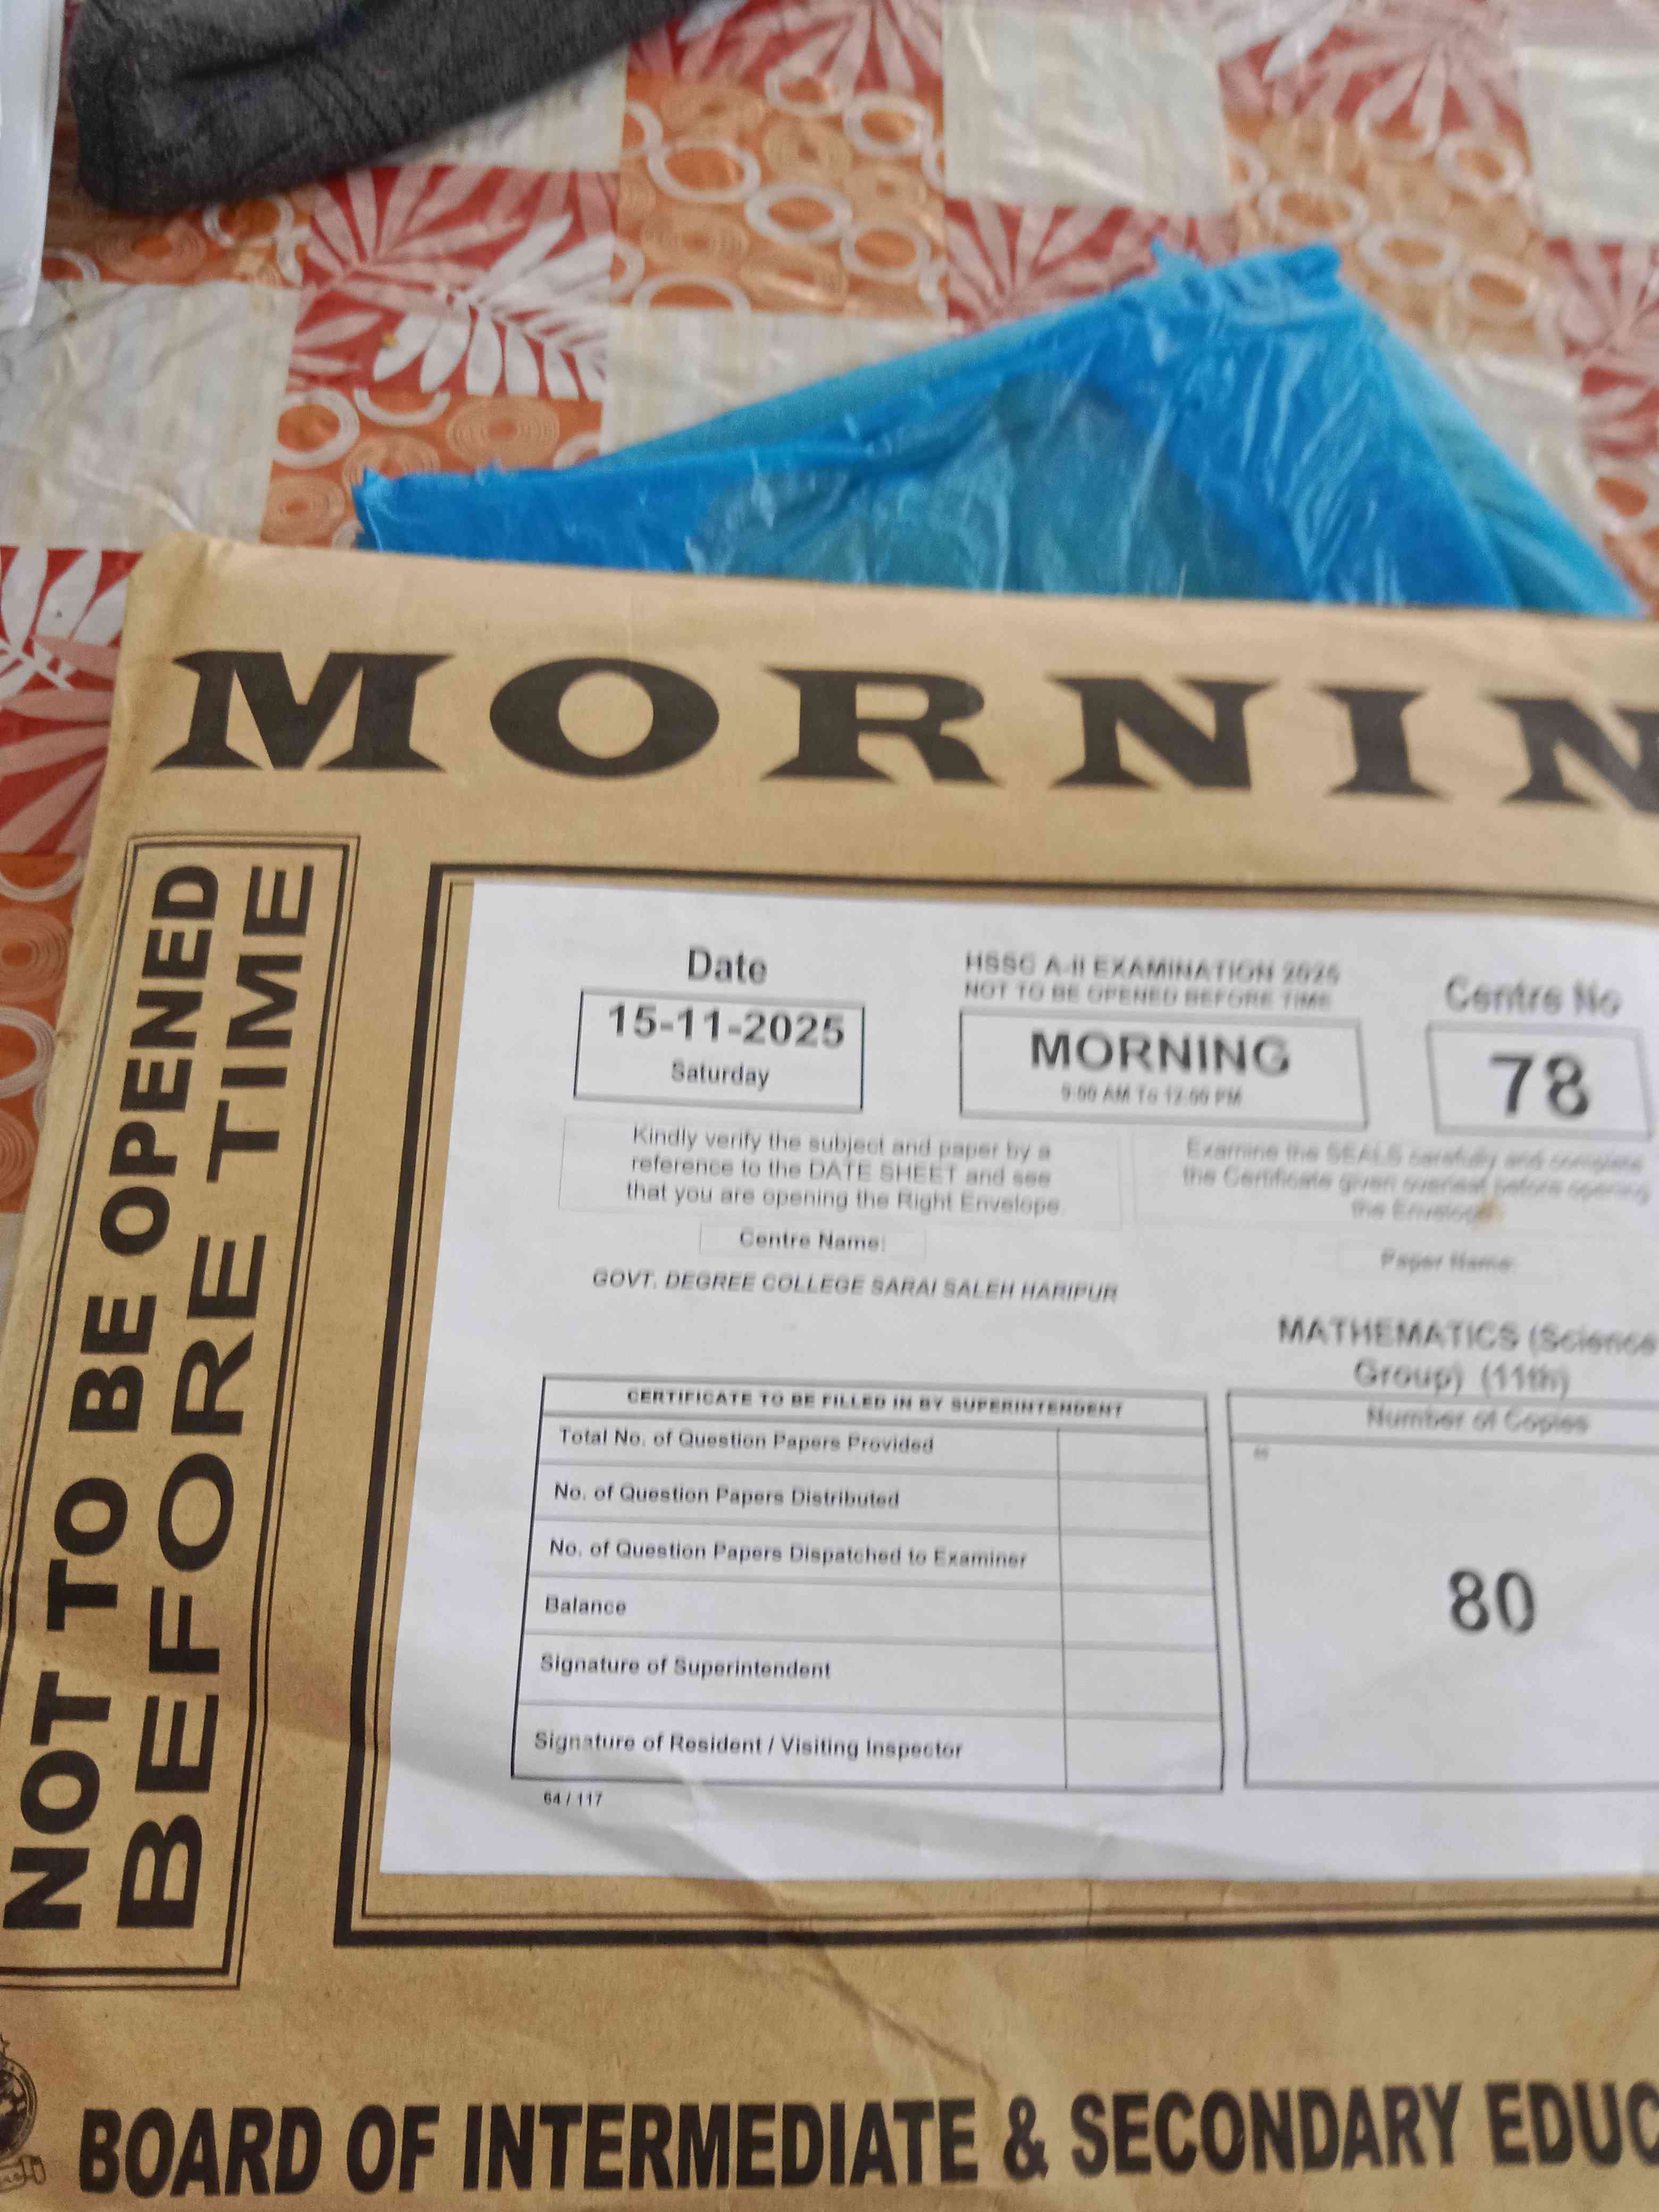 MORNIN
NOT TO BE OPENED
BEFORE TIME
Date
15-11-2025
Saturday
HSSC A-II EXAMINATION 2025
NOT TO BE OPENED BEFORE TIME
MORNING
9:00 AM To 12:00 PM
Centre No
78
Kindly verify the subject and paper by a
reference to the DATE SHEET and see
that you are opening the Right Envelope.
Examine the SEALS carefully and complete
the Certificate given overleaf before opening
the Envelope
Centre Name:
GOVT. DEGREE COLLEGE SARAI SALEH HARIPUR
Paper Name:
MATHEMATICS (Science
Group) (11th)
CERTIFICATE TO BE FILLED IN BY SUPERINTENDENT
Total No. of Question Papers Provided
No. of Question Papers Distributed
No. of Question Papers Dispatched to Examiner
Balance
Signature of Superintendent
Signature of Resident / Visiting Inspector
Number of Copies
80
64 / 117
BOARD OF INTERMEDIATE & SECONDARY EDUC